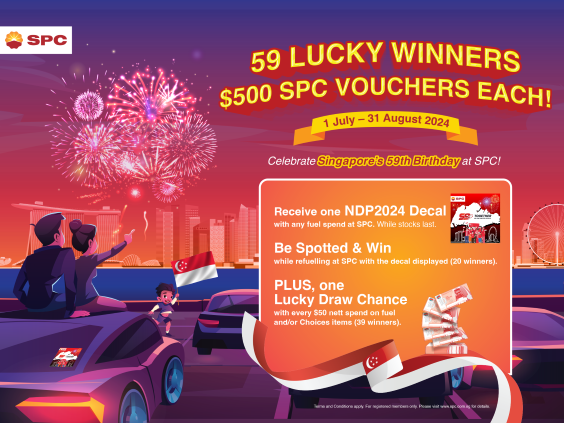 SPC
59 LUCKY WINNERS
$500 SPC VOUCHERS EACH!
1 July – 31 August 2024
Celebrate Singapore's 59th Birthday at SPC!
Receive one NDP2024 Decal
with any fuel spend at SPC. While stocks last.
SPC
Be Spotted & Win
while refuelling at SPC with the decal displayed (20 winners).
PLUS, one
Lucky Draw Chance
with every $50 nett spend on fuel
and/or Choices items (39 winners).
Terms and Conditions apply. For registered members only. Please visit www.spc.com.sg for details.